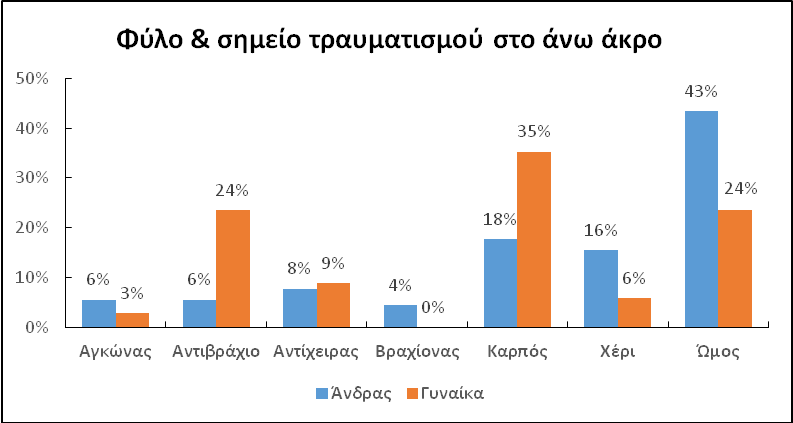 Φύλο & σημείο τραυματισμού στο άνω άκρο
50%
40%
30%
20%
10%
0%
6%
3%
6%
24%
8%
9%
4%
0%
18%
35%
16%
6%
43%
24%
Αγκώνας
Αντιβράχιο
Αντίχειρας
Βραχίονας
Καρπός
Χέρι
Ώμος
Άνδρας
Γυναίκα